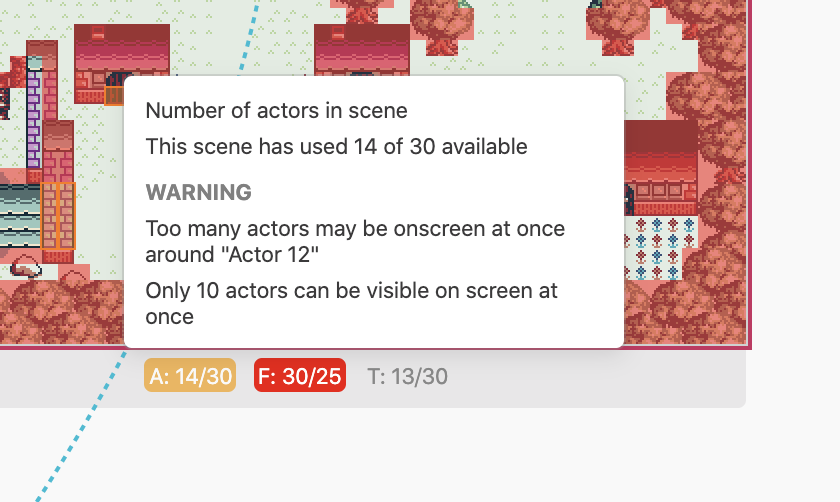 Number of actors in scene
This scene has used 14 of 30 available
WARNING
Too many actors may be onscreen at once
around "Actor 12"
Only 10 actors can be visible on screen at
once
A: 14/30 F: 30/25 T: 13/30